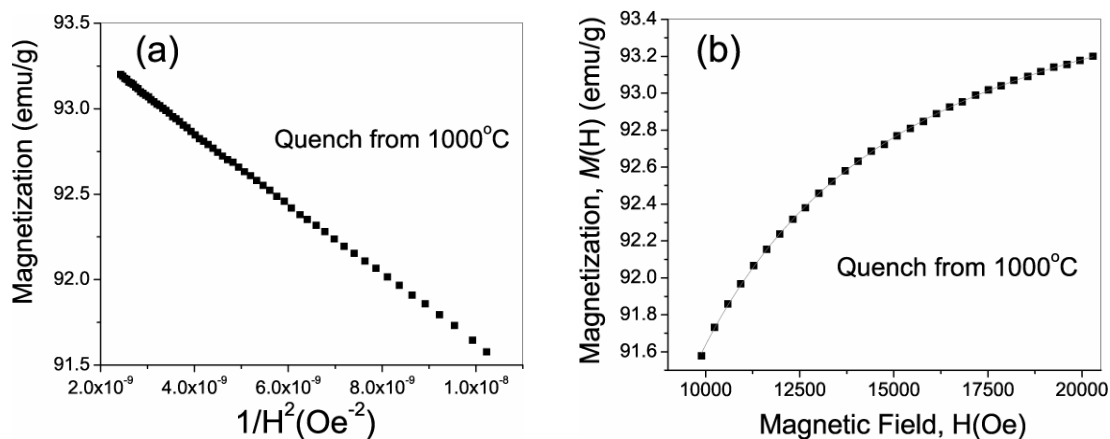 (a)
Magnetization (emu/g)
93.5
93.0
92.5
92.0
91.5
Quench from 1000°C
2.0x10⁻⁹
4.0x10⁻⁹
6.0x10⁻⁹
8.0x10⁻⁹
1.0x10⁻⁸
1/H²(Oe⁻²)
(b)
Magnetization, M(H) (emu/g)
93.4
93.2
93.0
92.8
92.6
92.4
92.2
92.0
91.8
91.6
Quench from 1000°C
10000
12500
15000
17500
20000
Magnetic Field, H(Oe)